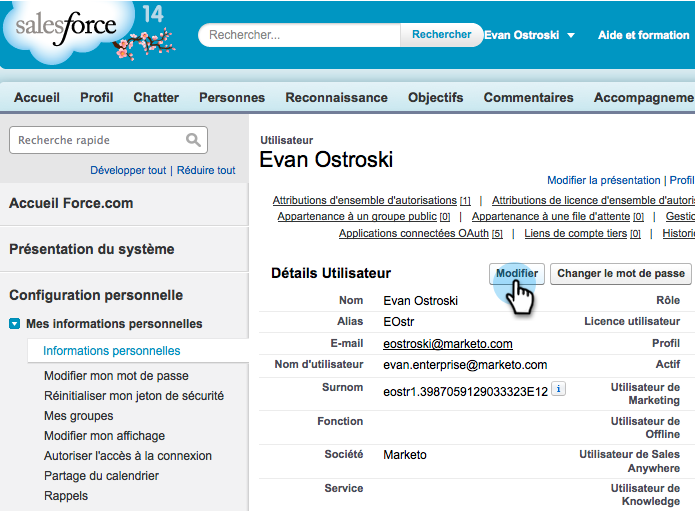 salesforce
14
Rechercher... Rechercher Evan Ostroski Aide et formation
Accueil Profil Chatter Personnes Reconnaissance Objectifs Commentaires Accompagneme
Recherche rapide
Développer tout | Réduire tout
Accueil Force.com
Présentation du système
Configuration personnelle
Mes informations personnelles
Informations personnelles
Modifier mon mot de passe
Réinitialiser mon jeton de sécurité
Mes groupes
Modifier mon affichage
Autoriser l'accès à la connexion
Partage du calendrier
Rappels
Utilisateur
Evan Ostroski
Modifier la présentation | Profil
Attributions d'ensemble d'autorisations [1] | Attributions de licence d'ensemble d'autoris
Appartenance à un groupe public [0] | Appartenance à une file d'attente [0] | Gestic
Applications connectées OAuth [5] | Liens de compte tiers [0] | Historic
Détails Utilisateur Modifier Changer le mot de passe
Nom Evan Ostroski Rôle
Alias EOstr Licence utilisateur
E-mail eostroski@marketo.com Profil
Nom d'utilisateur evan.enterprise@marketo.com Actif
Surnom eostr1.3987059129033323E12 i Utilisateur de
Marketing
Fonction Utilisateur de
Offline
Société Marketo Utilisateur de Sales
Anywhere
Service Utilisateur de
Knowledge